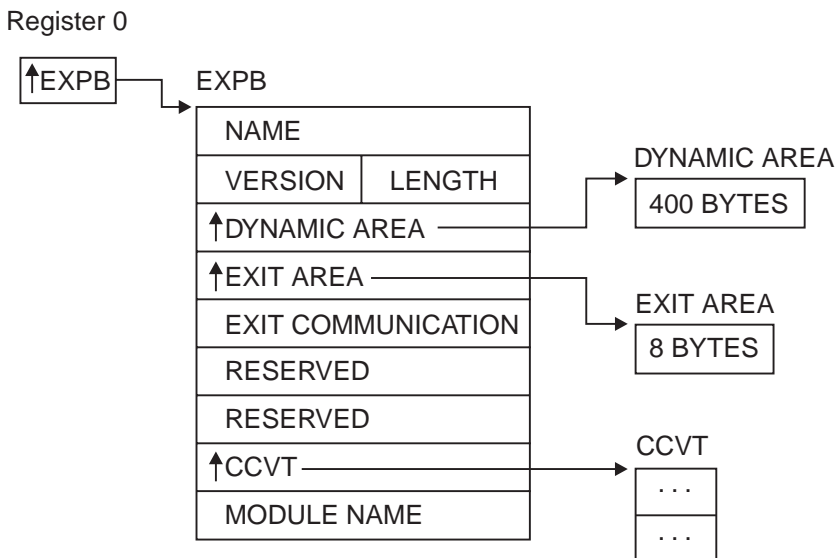 Register 0
↑EXPB
EXPB
NAME
VERSION LENGTH
↑DYNAMIC AREA
↑EXIT AREA
EXIT COMMUNICATION
RESERVED
RESERVED
↑CCVT
MODULE NAME
DYNAMIC AREA
400 BYTES
EXIT AREA
8 BYTES
CCVT
. . .
. . .